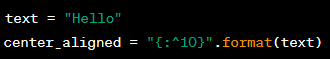 text = "Hello"
center_aligned = "{:^10}".format(text)